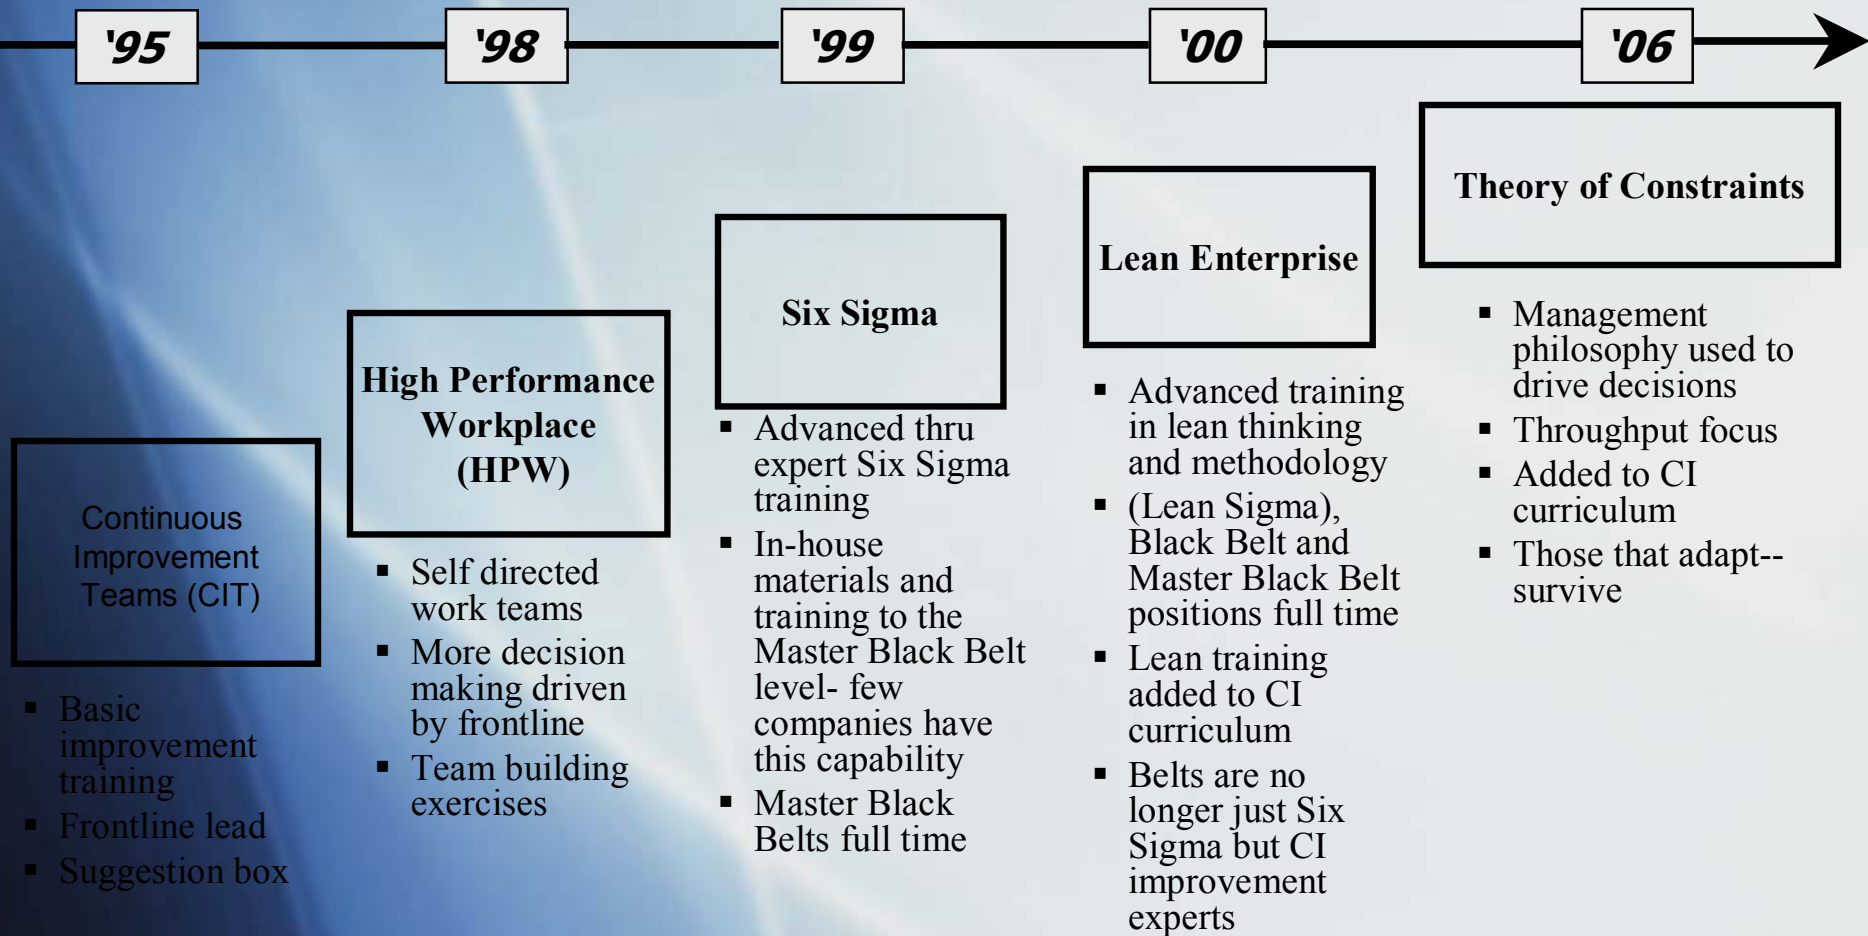 ‘95
‘98
‘99
‘00
‘06
Continuous
Improvement
Teams (CIT)
▪ Basic
improvement
training
▪ Frontline lead
▪ Suggestion box
High Performance
Workplace
(HPW)
▪ Self directed
work teams
▪ More decision
making driven
by frontline
▪ Team building
exercises
Six Sigma
▪ Advanced thru
expert Six Sigma
training
▪ In-house
materials and
training to the
Master Black Belt
level- few
companies have
this capability
▪ Master Black
Belts full time
Lean Enterprise
▪ Advanced training
in lean thinking
and methodology
▪ (Lean Sigma),
Black Belt and
Master Black Belt
positions full time
▪ Lean training
added to CI
curriculum
▪ Belts are no
longer just Six
Sigma but CI
improvement
experts
Theory of Constraints
▪ Management
philosophy used to
drive decisions
▪ Throughput focus
▪ Added to CI
curriculum
▪ Those that adapt--
survive